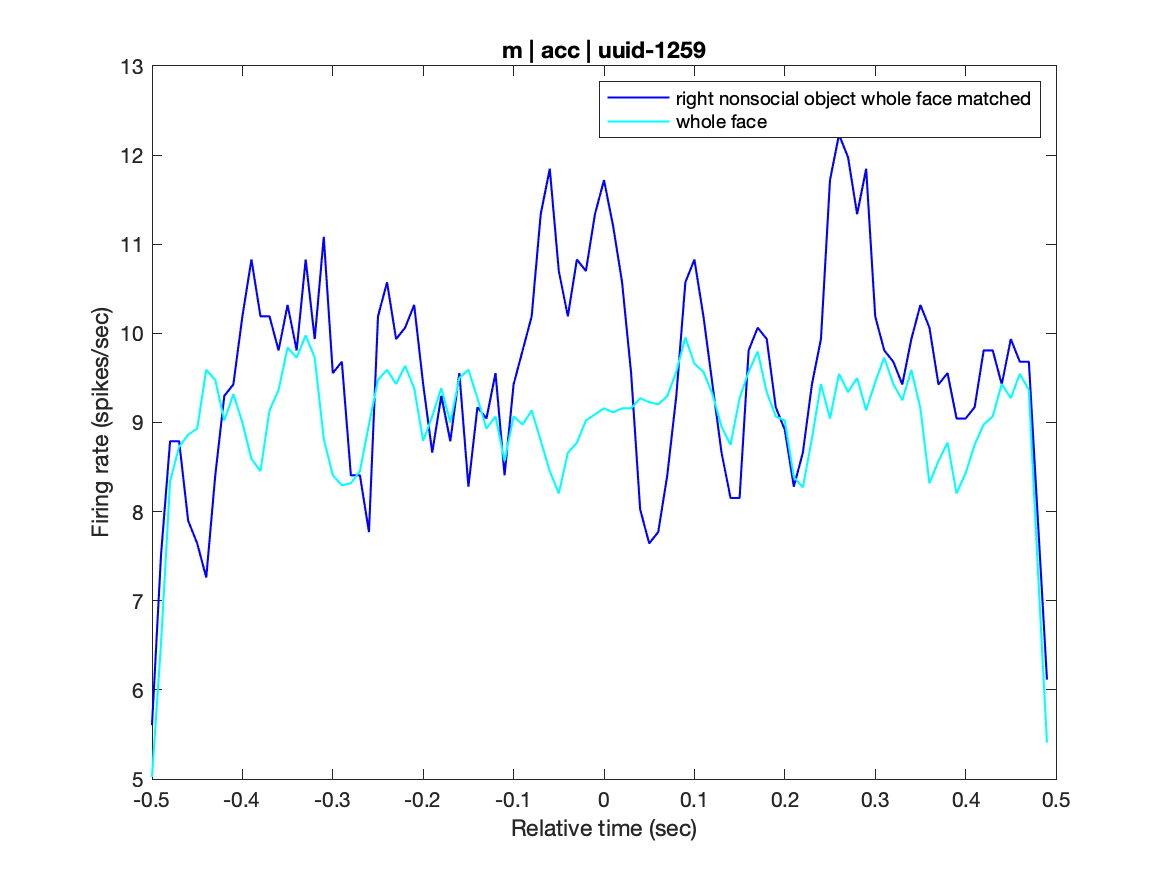 m | acc | uuid-1259
right nonsocial object whole face matched
whole face
13
12
11
10
9
8
7
6
5
Firing rate (spikes/sec)
-0.5 -0.4 -0.3 -0.2 -0.1 0 0.1 0.2 0.3 0.4 0.5
Relative time (sec)